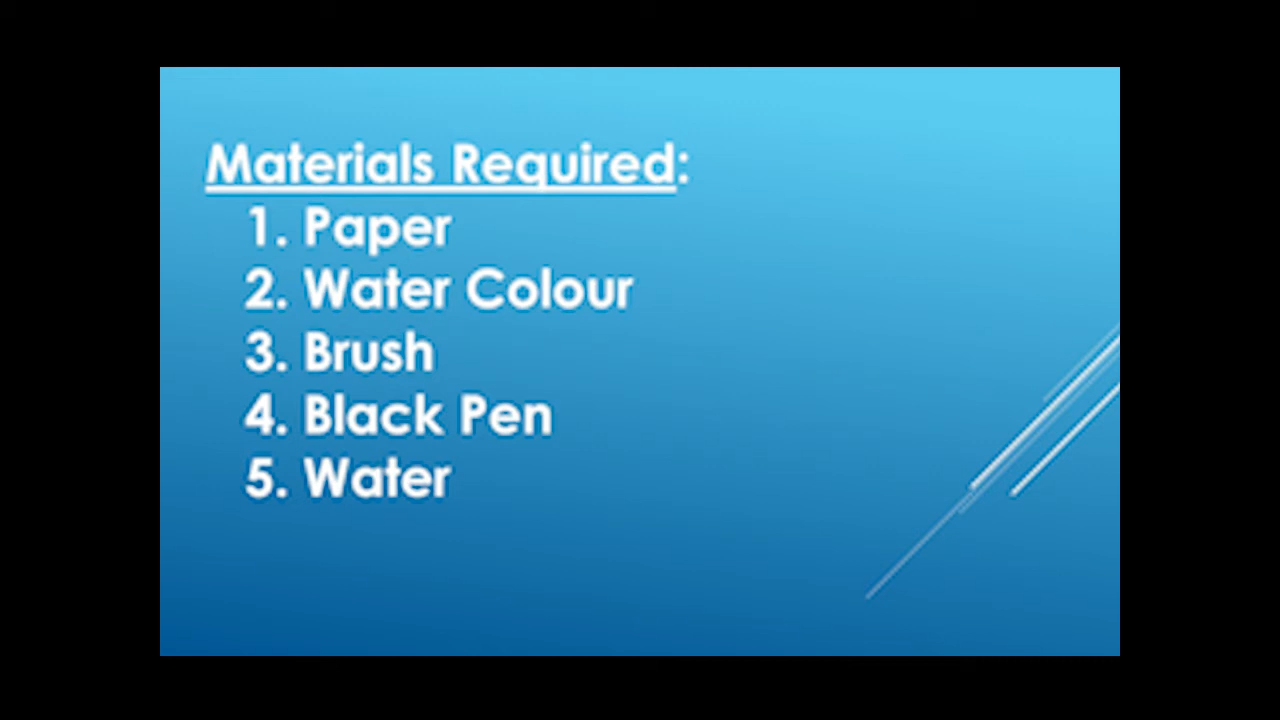 Materials Required:
1. Paper
2. Water Colour
3. Brush
4. Black Pen
5. Water